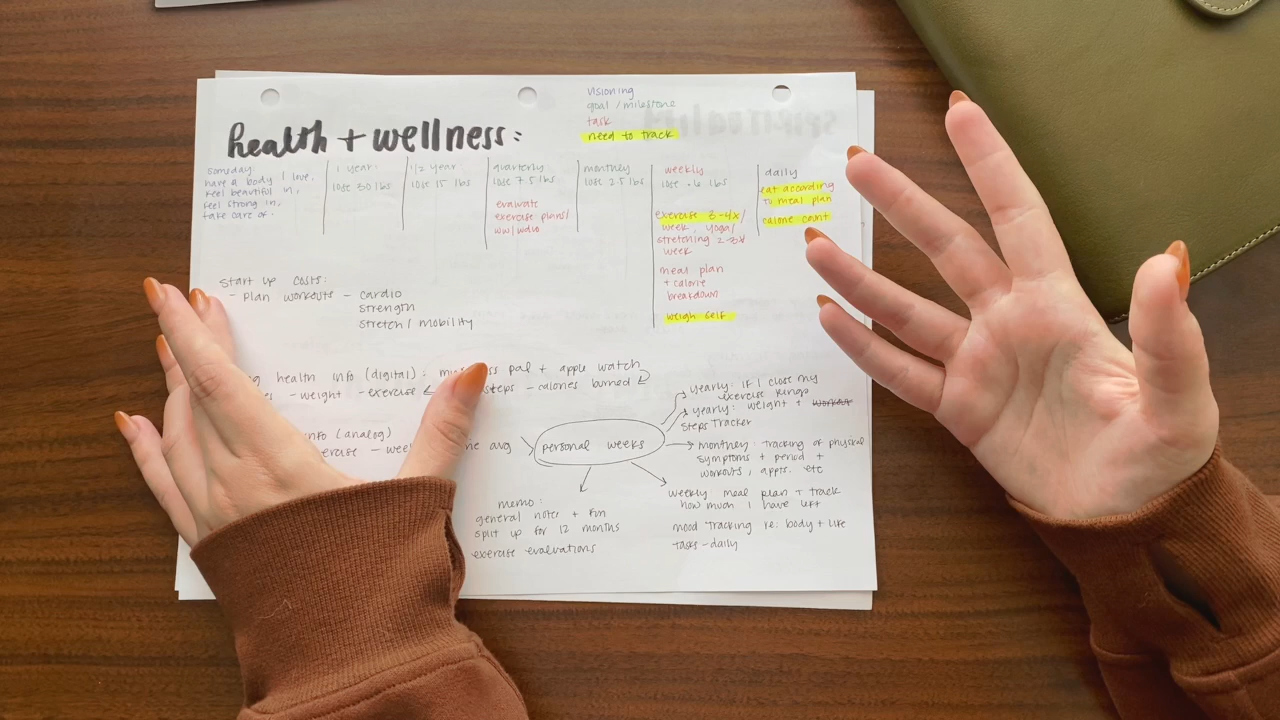 visioning
goal / milestone
task
need to track
health + wellness:
someday
have a body I love,
feel beautiful in,
feel strong in,
take care of.
1 year:
lose 30 lbs
1/2 year
lose 15 lbs
quarterly
lose 7.5 lbs
evaluate
exercise plans/
ww/wdio
monthly
lose 2.5 lbs
weekly
lose .6 lbs
exercise 3-4x/
week, yoga/
stretching 2-3x/
week
meal plan
+ calorie
breakdown
weigh self
daily
eat according
to meal plan
calorie count
start up costs:
- plan workouts - cardio
strength
stretch / mobility
health info (digital): pal + apple watch
- weight - exercise steps - calories burned
info (analog)
avg
personal weeks
yearly: if I close my
exercise rings
yearly: weight + workout
steps tracker
monthly: tracking of physical
symptoms + period +
workouts, appts. etc
weekly meal plan + track
how much I have left
mood tracking re: body + life
tasks - daily
memo:
general notes + fun
split up for 12 months
exercise evaluations